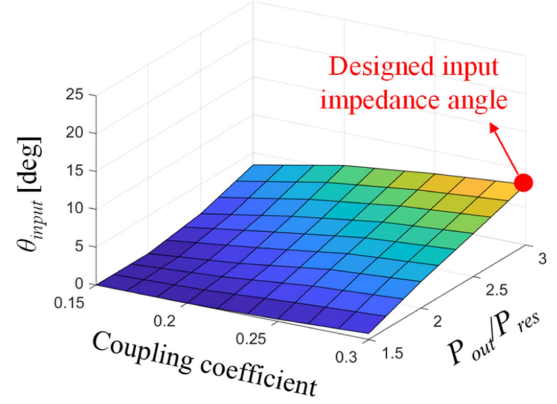 Designed input
impedance angle
25
20
15
10
5
0
θinput [deg]
0.15
0.2
0.25
0.3
Coupling coefficient
1.5
2
2.5
3
Pout/Pres